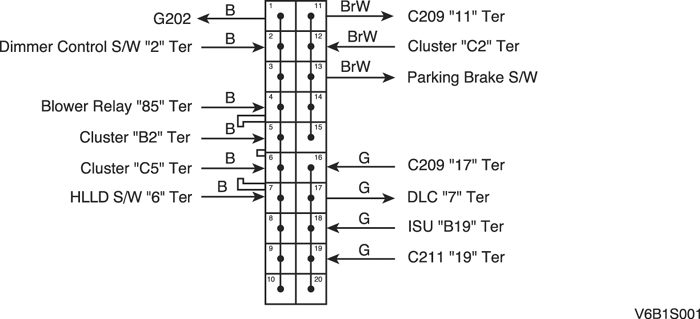 G202 B 1 11 BrW C209 "11" Ter
Dimmer Control S/W "2" Ter B 2 12 BrW Cluster "C2" Ter
3 13 BrW Parking Brake S/W
Blower Relay "85" Ter B 4 14
Cluster "B2" Ter B 5 15
Cluster "C5" Ter B 6 16 G C209 "17" Ter
HLLD S/W "6" Ter B 7 17 G DLC "7" Ter
8 18 G ISU "B19" Ter
9 19 G C211 "19" Ter
10 20
V6B1S001